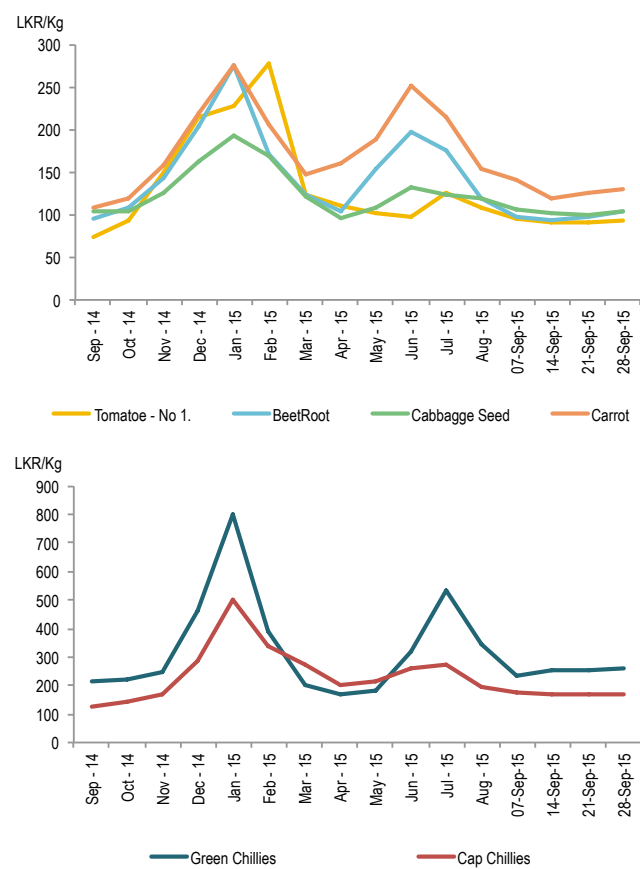 LKR/Kg
300
250
200
150
100
50
0
Sep - 14
Oct - 14
Nov - 14
Dec - 14
Jan - 15
Feb - 15
Mar - 15
Apr - 15
May - 15
Jun - 15
Jul - 15
Aug - 15
07-Sep-15
14-Sep-15
21-Sep-15
28-Sep-15
Tomatoe - No 1. BeetRoot Cabbagge Seed Carrot
LKR/Kg
900
800
700
600
500
400
300
200
100
0
Sep - 14
Oct - 14
Nov - 14
Dec - 14
Jan - 15
Feb - 15
Mar - 15
Apr - 15
May - 15
Jun - 15
Jul - 15
Aug - 15
07-Sep-15
14-Sep-15
21-Sep-15
28-Sep-15
Green Chillies Cap Chillies